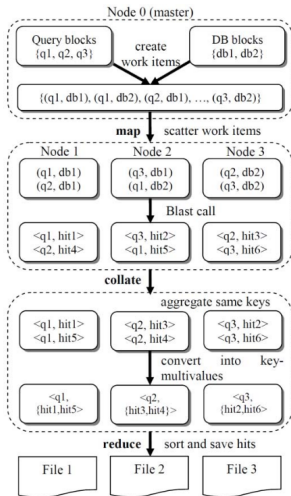 Node 0 (master)
Query blocks
{q1, q2, q3}
create
work items
DB blocks
{db1, db2}
{(q1, db1), (q1, db2), (q2, db1), …, (q3, db2)}
map scatter work items
Node 1 Node 2 Node 3
(q1, db1) (q3, db1) (q2, db2)
(q2, db1) (q1, db2) (q3, db2)
Blast call
<q1, hit1> <q3, hit2> <q2, hit3>
<q2, hit4> <q1, hit5> <q3, hit6>
collate
aggregate same keys
<q1, hit1> <q2, hit3> <q3, hit2>
<q1, hit5> <q2, hit4> <q3, hit6>
convert into key-
multivalues
<q1, <q2, <q3,
{hit1,hit5> {hit3,hit4}> {hit2,hit6}>
reduce sort and save hits
File 1 File 2 File 3